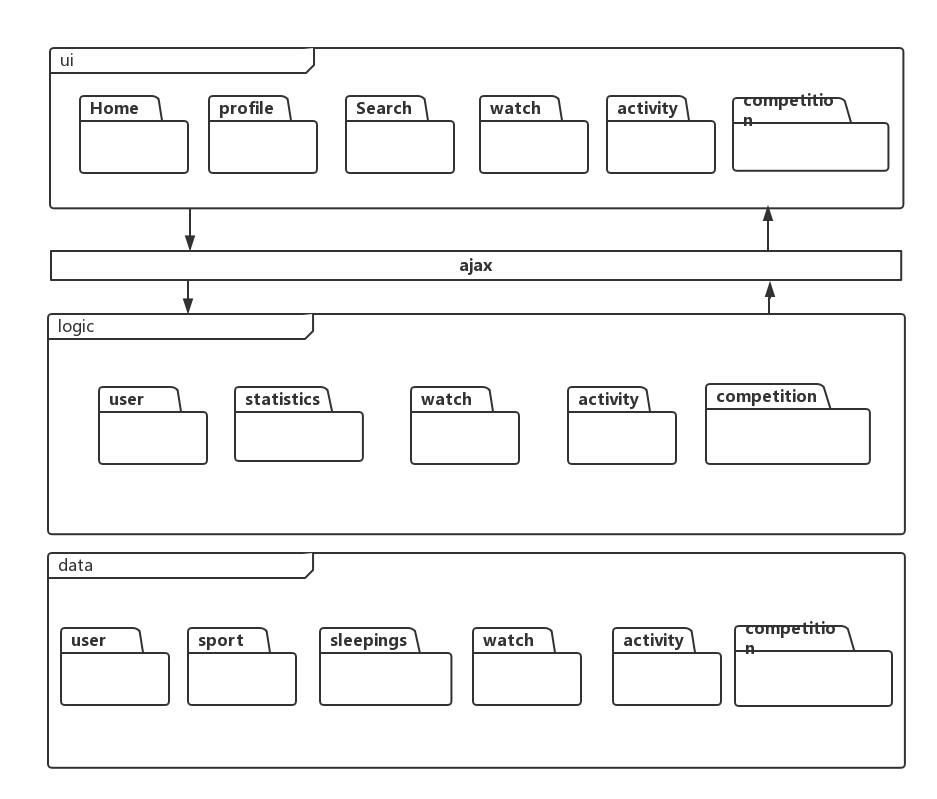 ui
Home
profile
Search
watch
activity
competitio
n
ajax
logic
user
statistics
watch
activity
competition
data
user
sport
sleepings
watch
activity
competitio
n